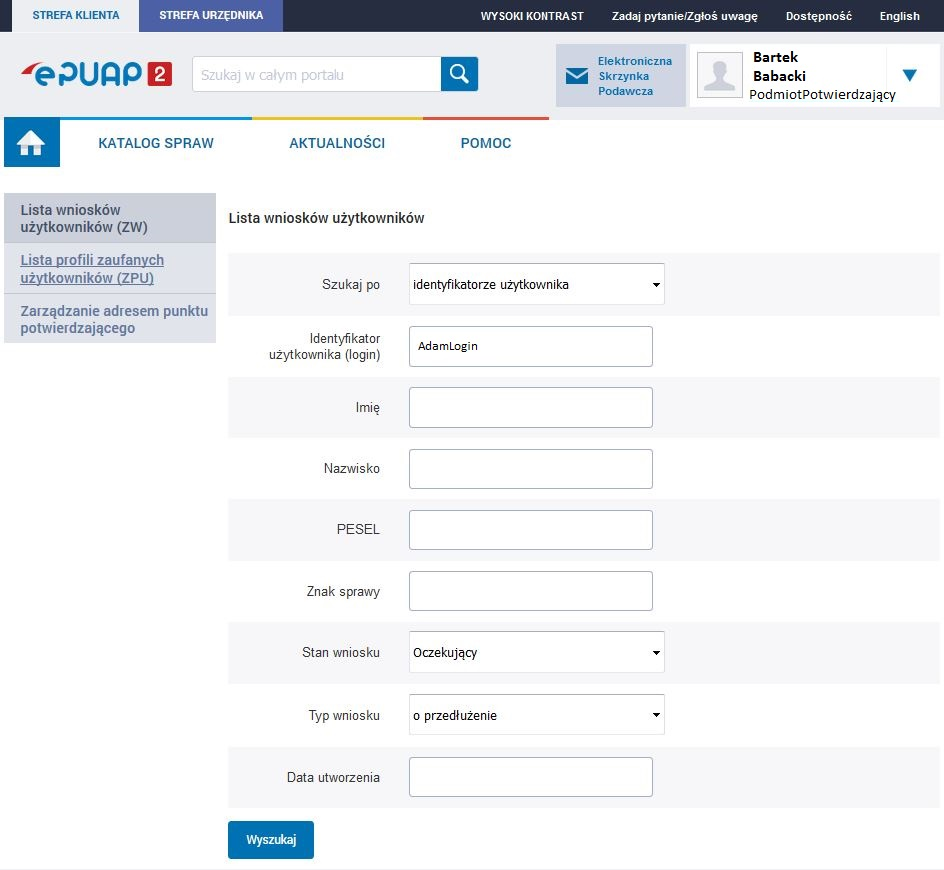 STREFA KLIENTA
STREFA URZĘDNIKA
WYSOKI KONTRAST
Zadaj pytanie/Zgłoś uwagę
Dostępność
English
ePUAP 2
Szukaj w całym portalu
Elektroniczna
Skrzynka
Podawcza
Bartek
Babacki
PodmiotPotwierdzający
KATALOG SPRAW
AKTUALNOŚCI
POMOC
Lista wniosków
użytkowników (ZW)
Lista profili zaufanych
użytkowników (ZPU)
Zarządzanie adresem punktu
potwierdzającego
Lista wniosków użytkowników
Szukaj po
identyfikatorze użytkownika
Identyfikator
użytkownika (login)
AdamLogin
Imię
Nazwisko
PESEL
Znak sprawy
Stan wniosku
Oczekujący
Typ wniosku
o przedłużenie
Data utworzenia
Wyszukaj